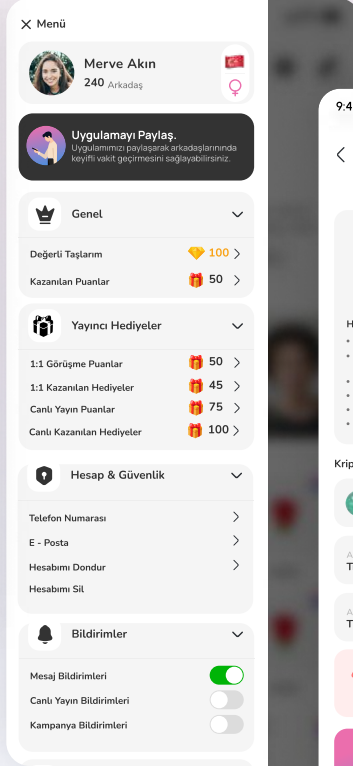 Menü
Merve Akın
240 Arkadaş
Uygulamayı Paylaş.
Uygulamımızı paylaşarak arkadaşlarınında
keyifli vakit geçirmesini sağlayabilirsiniz.
Genel
Değerli Taşlarım 100
Kazanılan Puanlar 50
Yayıncı Hediyeler
1:1 Görüşme Puanlar 50
1:1 Kazanılan Hediyeler 45
Canlı Yayın Puanlar 75
Canlı Kazanılan Hediyeler 100
Hesap & Güvenlik
Telefon Numarası
E - Posta
Hesabımı Dondur
Hesabımı Sil
Bildirimler
Mesaj Bildirimleri
Canlı Yayın Bildirimleri
Kampanya Bildirimleri
9:4
H
Krip
A
T
A
T